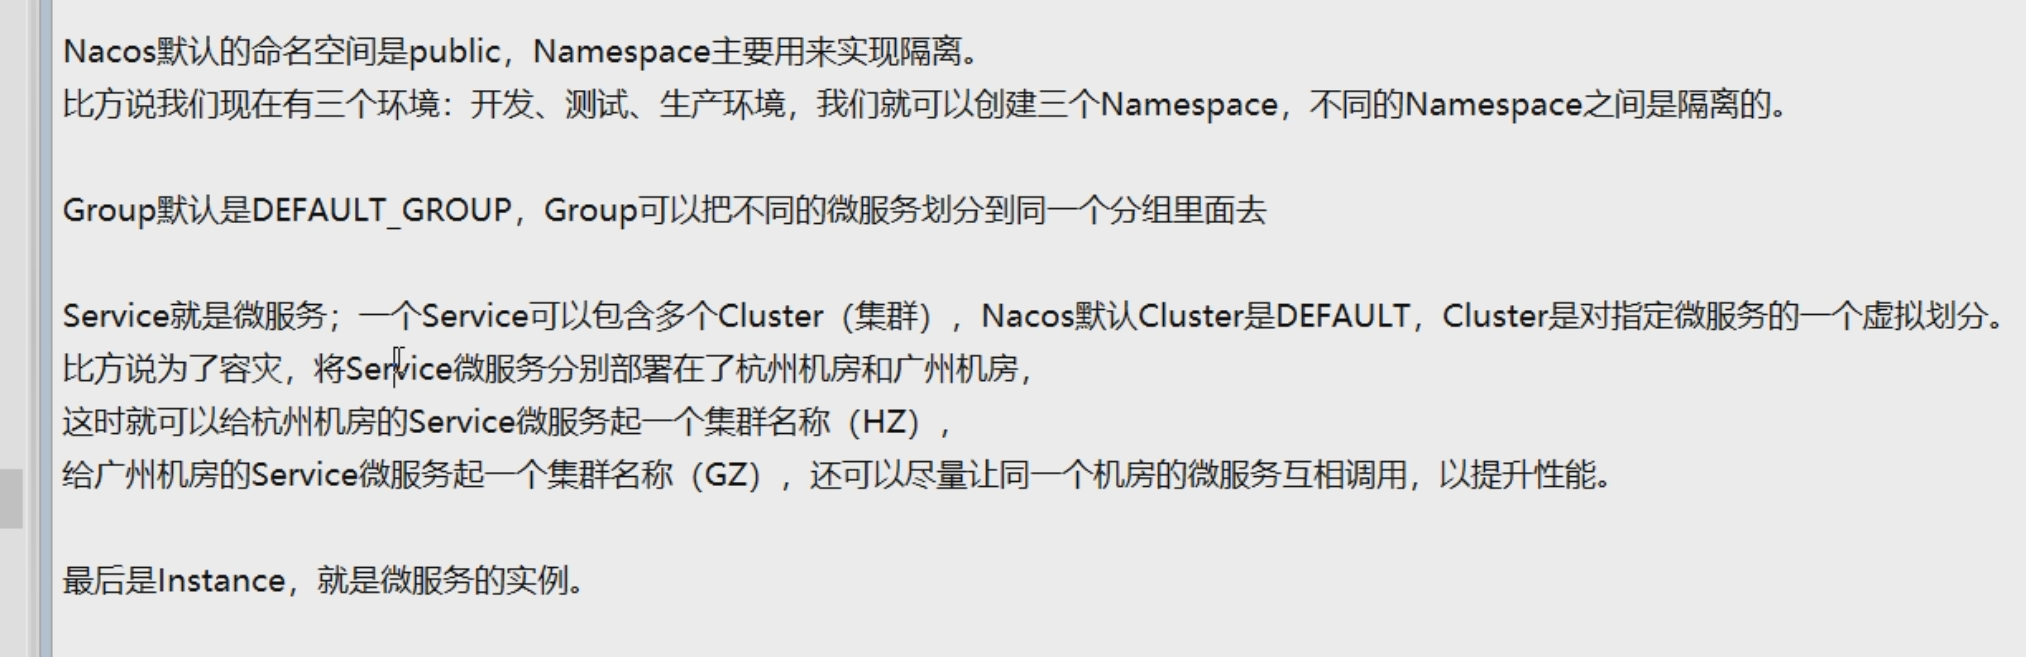 Nacos默认的命名空间是public，Namespace主要用来实现隔离。
比方说我们现在有三个环境：开发、测试、生产环境，我们就可以创建三个Namespace，不同的Namespace之间是隔离的。
Group默认是DEFAULT_GROUP，Group可以把不同的微服务划分到同一个分组里面去
Service就是微服务；一个Service可以包含多个Cluster（集群），Nacos默认Cluster是DEFAULT，Cluster是对指定微服务的一个虚拟划分。
比方说为了容灾，将Service微服务分别部署在了杭州机房和广州机房，
这时就可以给杭州机房的Service微服务起一个集群名称（HZ），
给广州机房的Service微服务起一个集群名称（GZ），还可以尽量让同一个机房的微服务互相调用，以提升性能。
最后是Instance，就是微服务的实例。